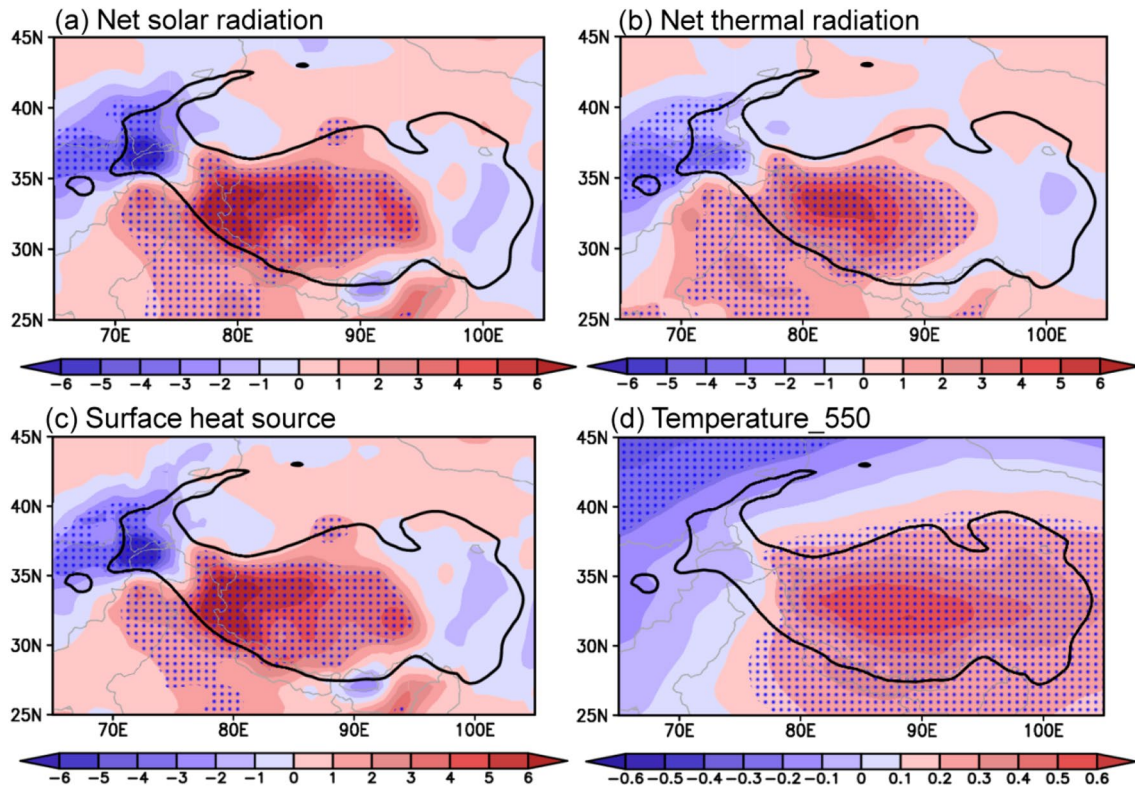 (a) Net solar radiation
(b) Net thermal radiation
45N
40N
35N
30N
25N
70E 80E 90E 100E
45N
40N
35N
30N
25N
70E 80E 90E 100E
-6 -5 -4 -3 -2 -1 0 1 2 3 4 5 6
-6 -5 -4 -3 -2 -1 0 1 2 3 4 5 6
(c) Surface heat source
(d) Temperature_550
45N
40N
35N
30N
25N
70E 80E 90E 100E
45N
40N
35N
30N
25N
70E 80E 90E 100E
-6 -5 -4 -3 -2 -1 0 1 2 3 4 5 6
-0.6 -0.5 -0.4 -0.3 -0.2 -0.1 0 0.1 0.2 0.3 0.4 0.5 0.6